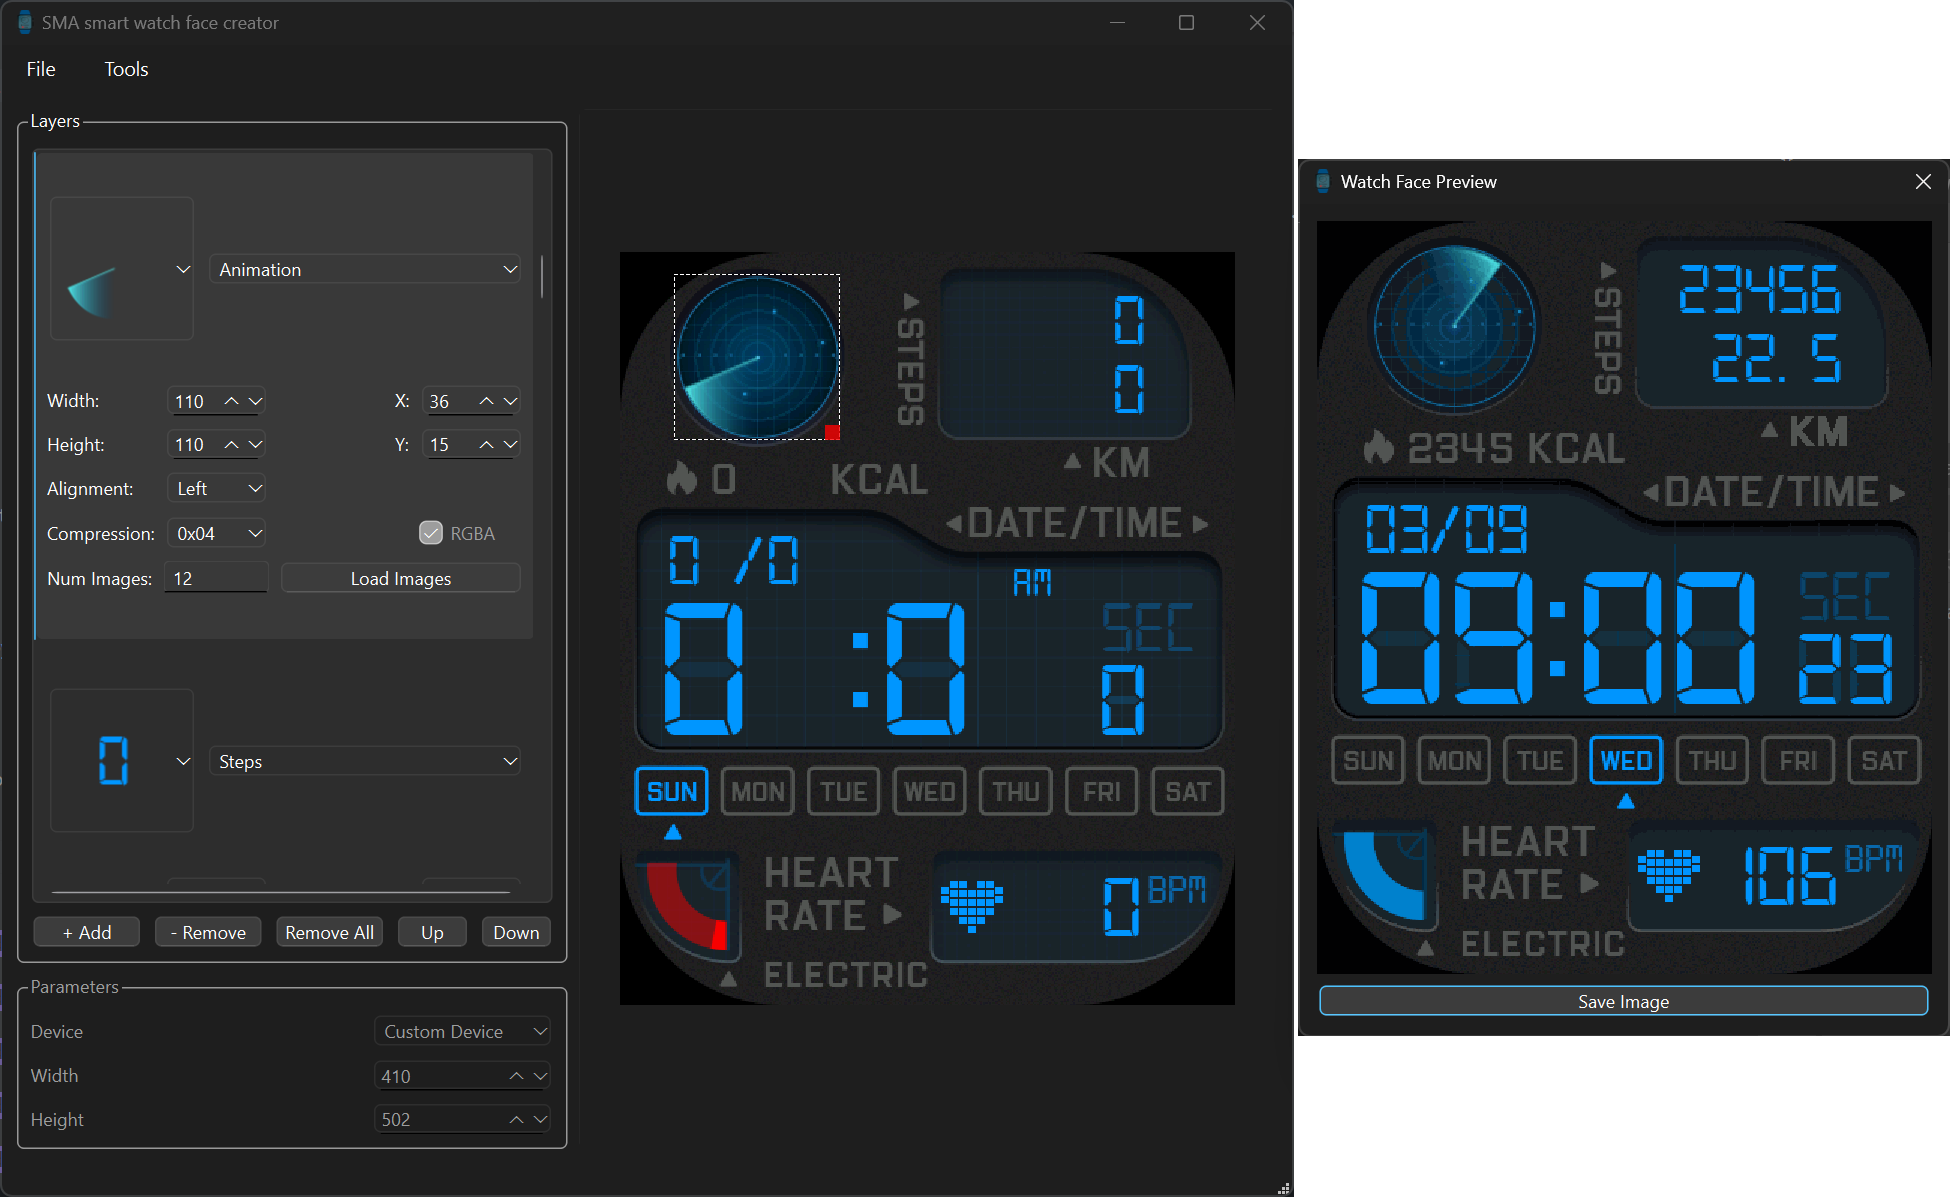 SMA smart watch face creator
File Tools
Layers
Animation
Width: 110 X: 36
Height: 110 Y: 15
Alignment: Left
Compression: 0x04 RGBA
Num Images: 12 Load Images
0 Steps
+ Add - Remove Remove All Up Down
Parameters
Device Custom Device
Width 410
Height 502
STEPS
0
0
KM
0 KCAL
DATE/TIME
0 /0
AM
0 :0
SEC
0
SUN MON TUE WED THU FRI SAT
HEART
RATE
0 BPM
ELECTRIC
Watch Face Preview
STEPS
23456
22.5
KM
2345 KCAL
DATE/TIME
03/09
09:00
SEC
23
SUN MON TUE WED THU FRI SAT
HEART
RATE
106 BPM
ELECTRIC
Save Image